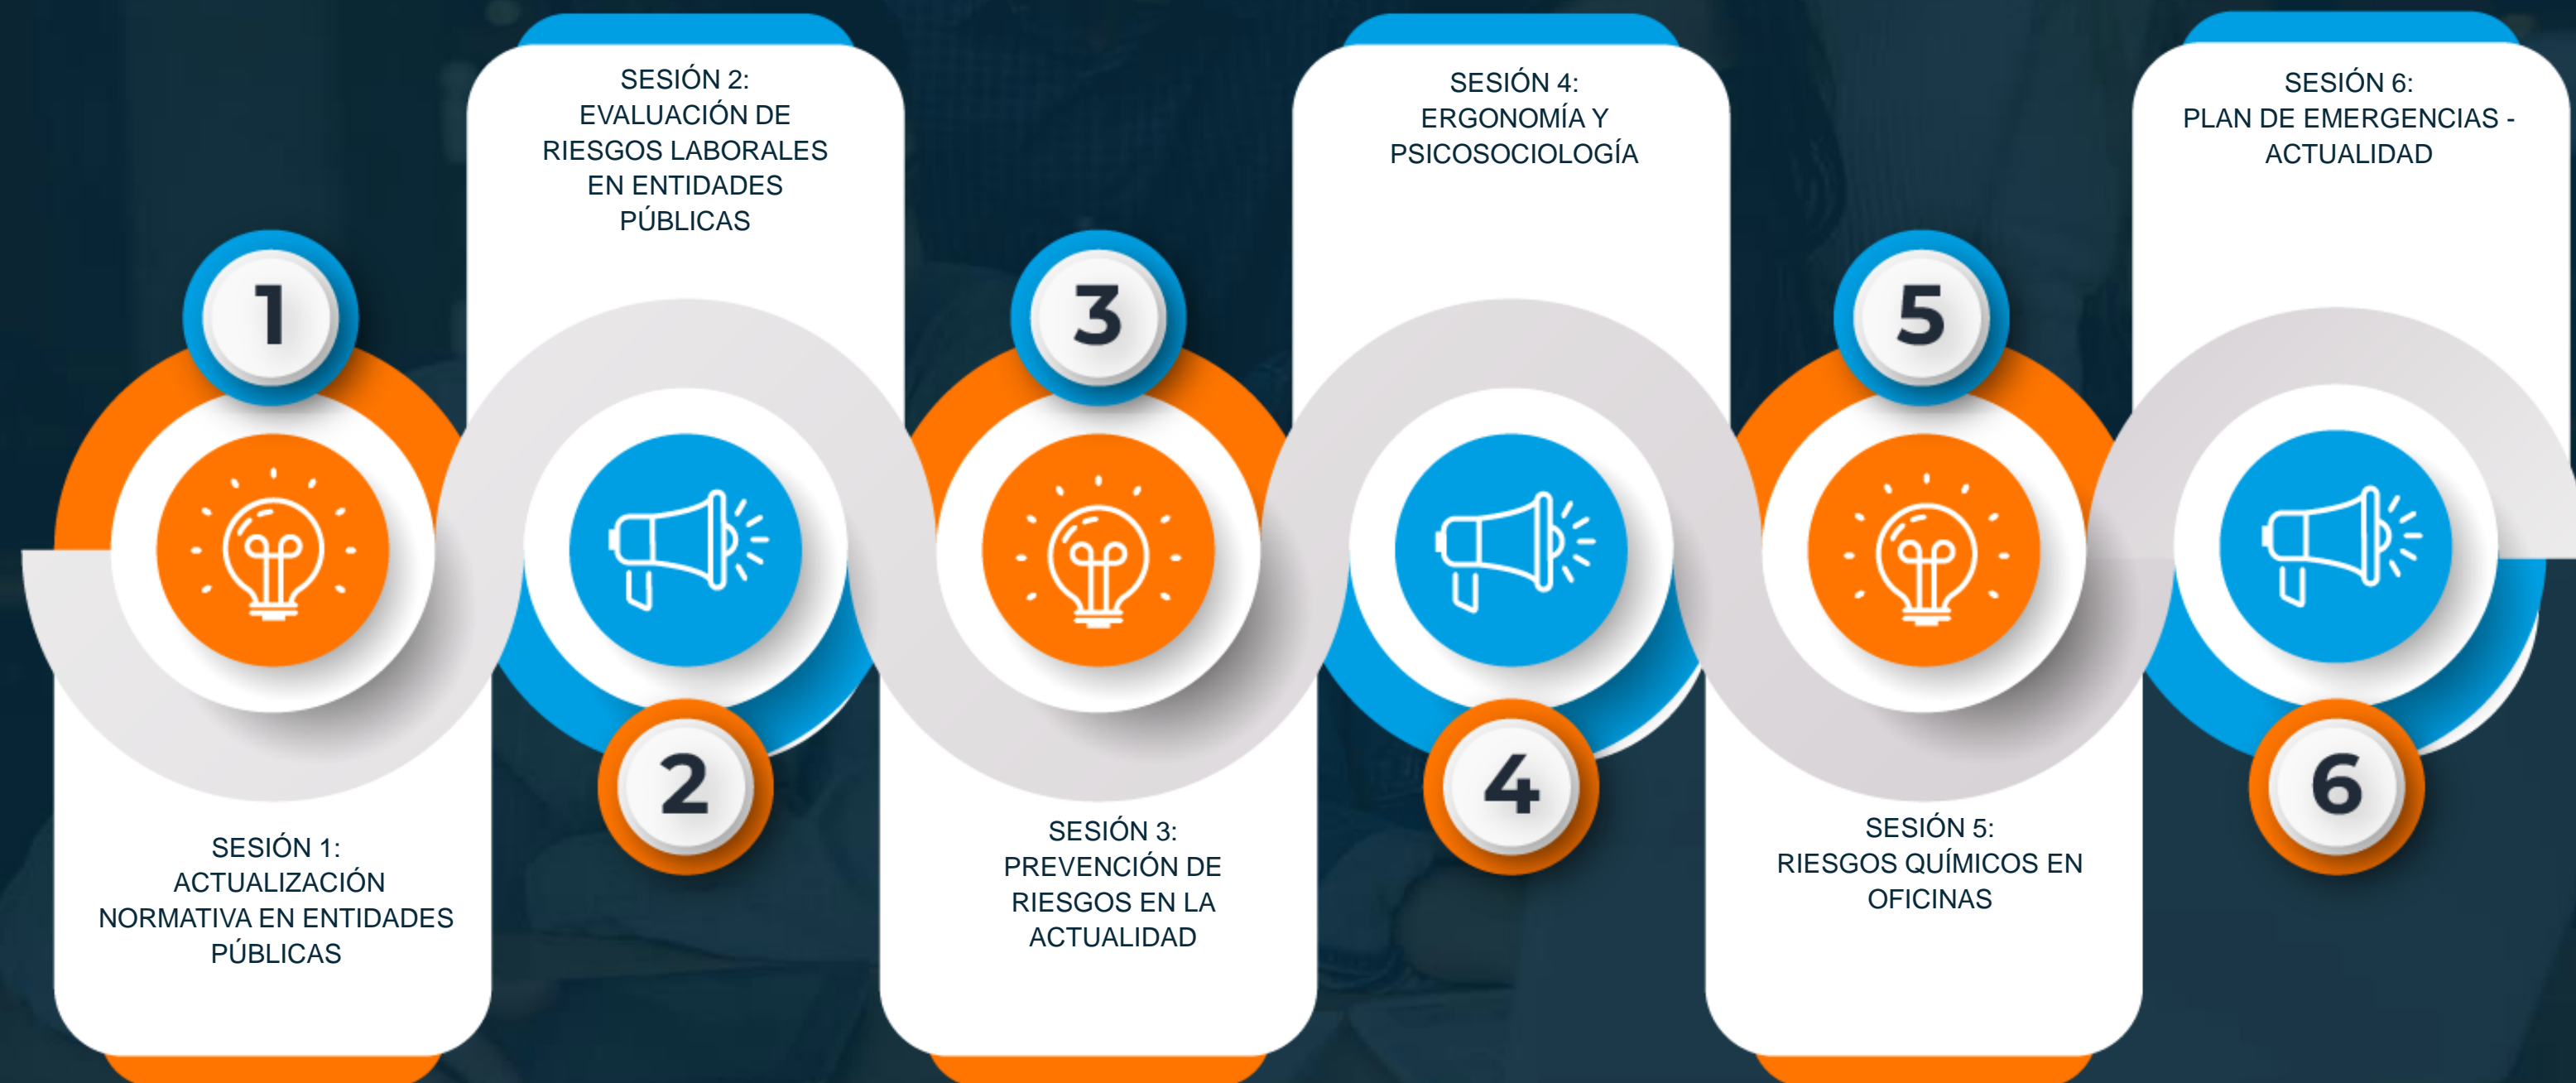 1
SESIÓN 1:
ACTUALIZACIÓN
NORMATIVA EN ENTIDADES
PÚBLICAS
SESIÓN 2:
EVALUACIÓN DE
RIESGOS LABORALES
EN ENTIDADES
PÚBLICAS
2
3
SESIÓN 3:
PREVENCIÓN DE
RIESGOS EN LA
ACTUALIDAD
SESIÓN 4:
ERGONOMÍA Y
PSICOSOCIOLOGÍA
4
5
SESIÓN 5:
RIESGOS QUÍMICOS EN
OFICINAS
SESIÓN 6:
PLAN DE EMERGENCIAS -
ACTUALIDAD
6